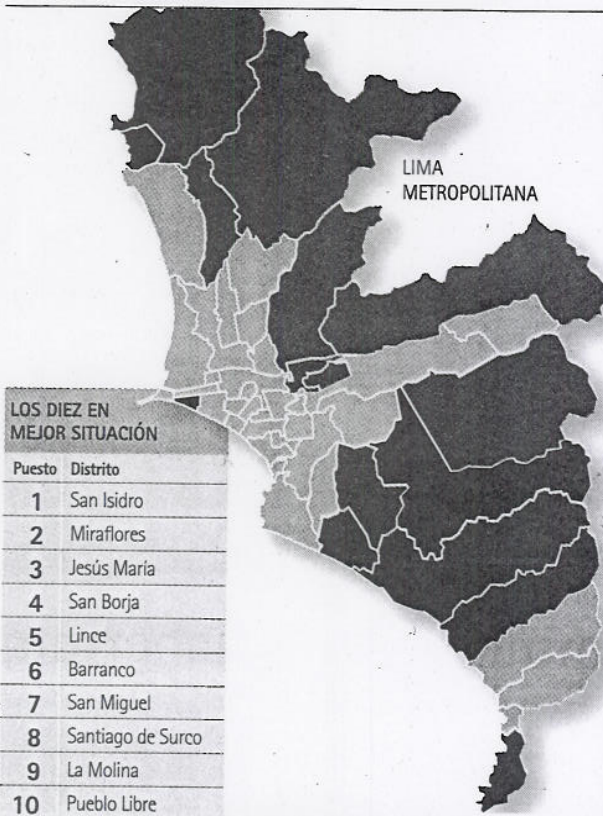 LIMA
METROPOLITANA
LOS DIEZ EN
MEJOR SITUACIÓN
Puesto Distrito
1 San Isidro
2 Miraflores
3 Jesús María
4 San Borja
5 Lince
6 Barranco
7 San Miguel
8 Santiago de Surco
9 La Molina
10 Pueblo Libre